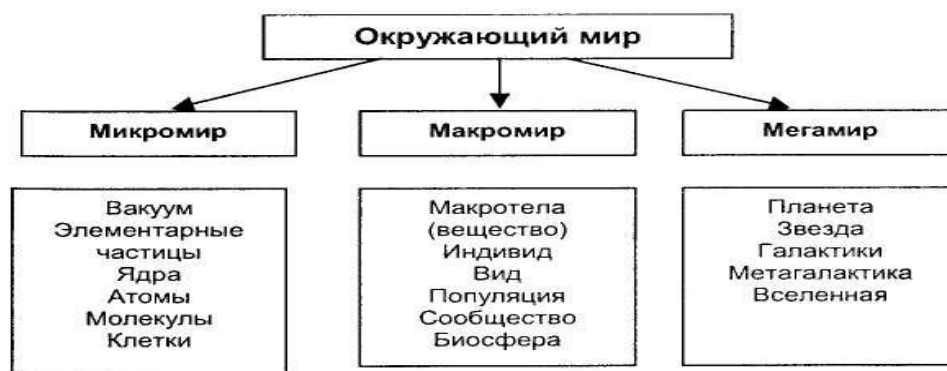 Окружающий мир
Микромир
Макромир
Мегамир
Вакуум
Элементарные
частицы
Ядра
Атомы
Молекулы
Клетки
Макротела
(вещество)
Индивид
Вид
Популяция
Сообщество
Биосфера
Планета
Звезда
Галактики
Метагалактика
Вселенная